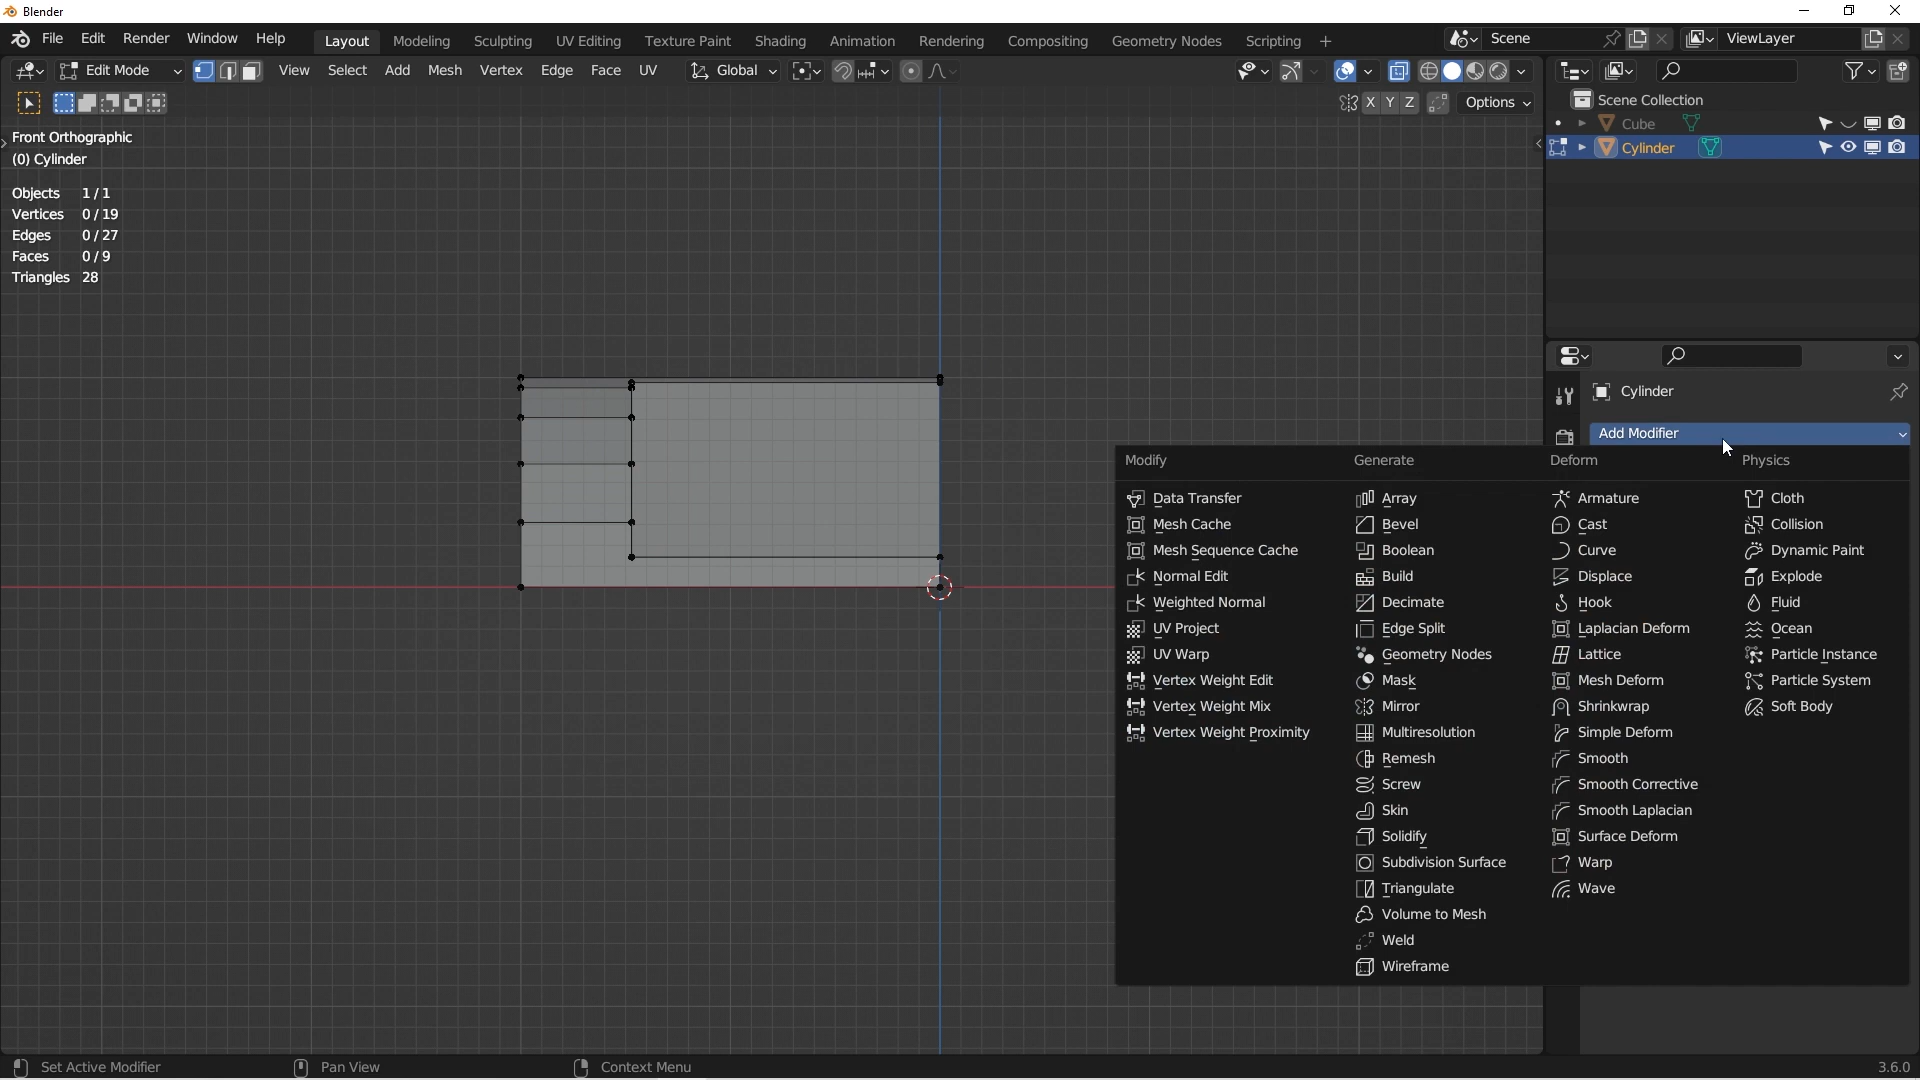 Blender
File Edit Render Window Help Layout Modeling Sculpting UV Editing Texture Paint Shading Animation Rendering Compositing Geometry Nodes Scripting Scene ViewLayer
Edit Mode View Select Add Mesh Vertex Edge Face UV Global
X Y Z Options
Front Orthographic
(0) Cylinder
Objects 1/1
Vertices 0/19
Edges 0/27
Faces 0/9
Triangles 28
Scene Collection
Cube
Cylinder
Cylinder
Add Modifier
Modify
Data Transfer
Mesh Cache
Mesh Sequence Cache
Normal Edit
Weighted Normal
UV Project
UV Warp
Vertex Weight Edit
Vertex Weight Mix
Vertex Weight Proximity
Generate
Array
Bevel
Boolean
Build
Decimate
Edge Split
Geometry Nodes
Mask
Mirror
Multiresolution
Remesh
Screw
Skin
Solidify
Subdivision Surface
Triangulate
Volume to Mesh
Weld
Wireframe
Deform
Armature
Cast
Curve
Displace
Hook
Laplacian Deform
Lattice
Mesh Deform
Shrinkwrap
Simple Deform
Smooth
Smooth Corrective
Smooth Laplacian
Surface Deform
Warp
Wave
Physics
Cloth
Collision
Dynamic Paint
Explode
Fluid
Ocean
Particle Instance
Particle System
Soft Body
Set Active Modifier Pan View Context Menu 3.6.0